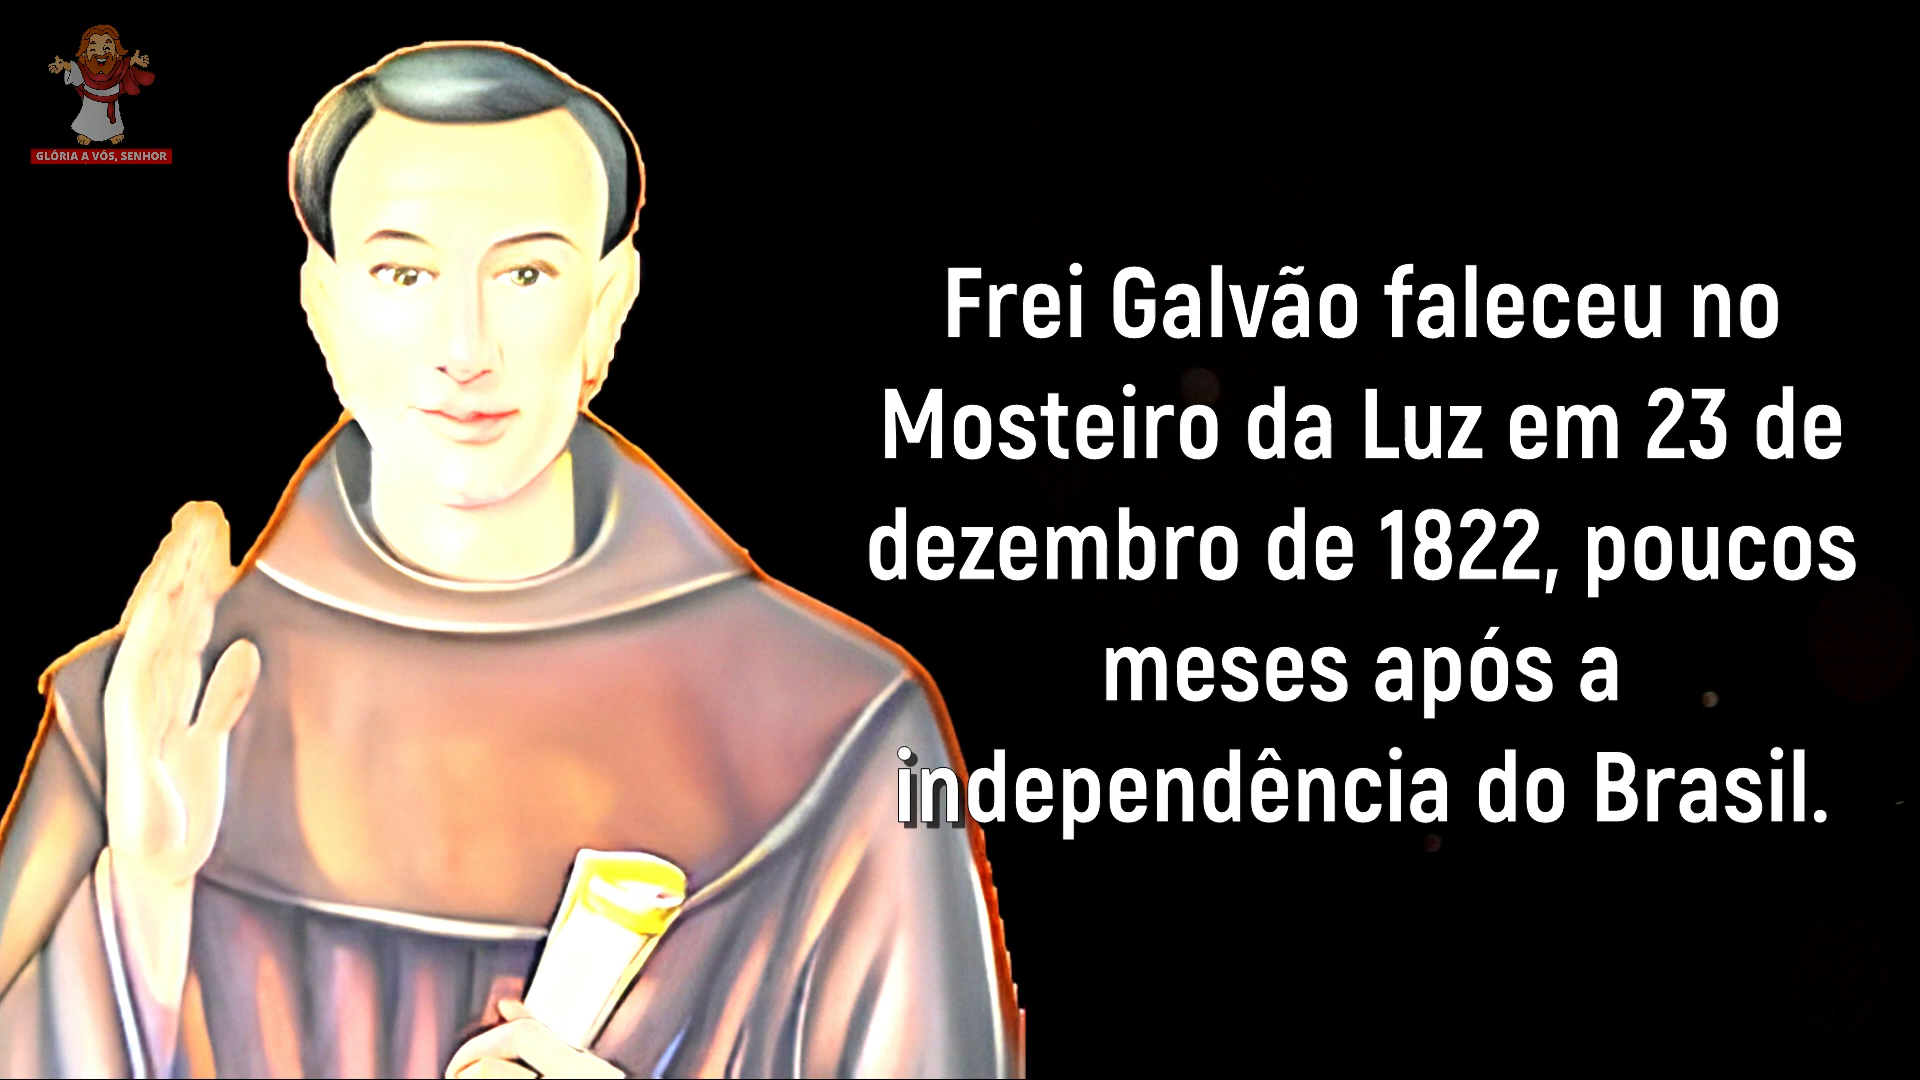 GLÓRIA A VÓS, SENHOR
Frei Galvão faleceu no
Mosteiro da Luz em 23 de
dezembro de 1822, poucos
meses após a
independência do Brasil.